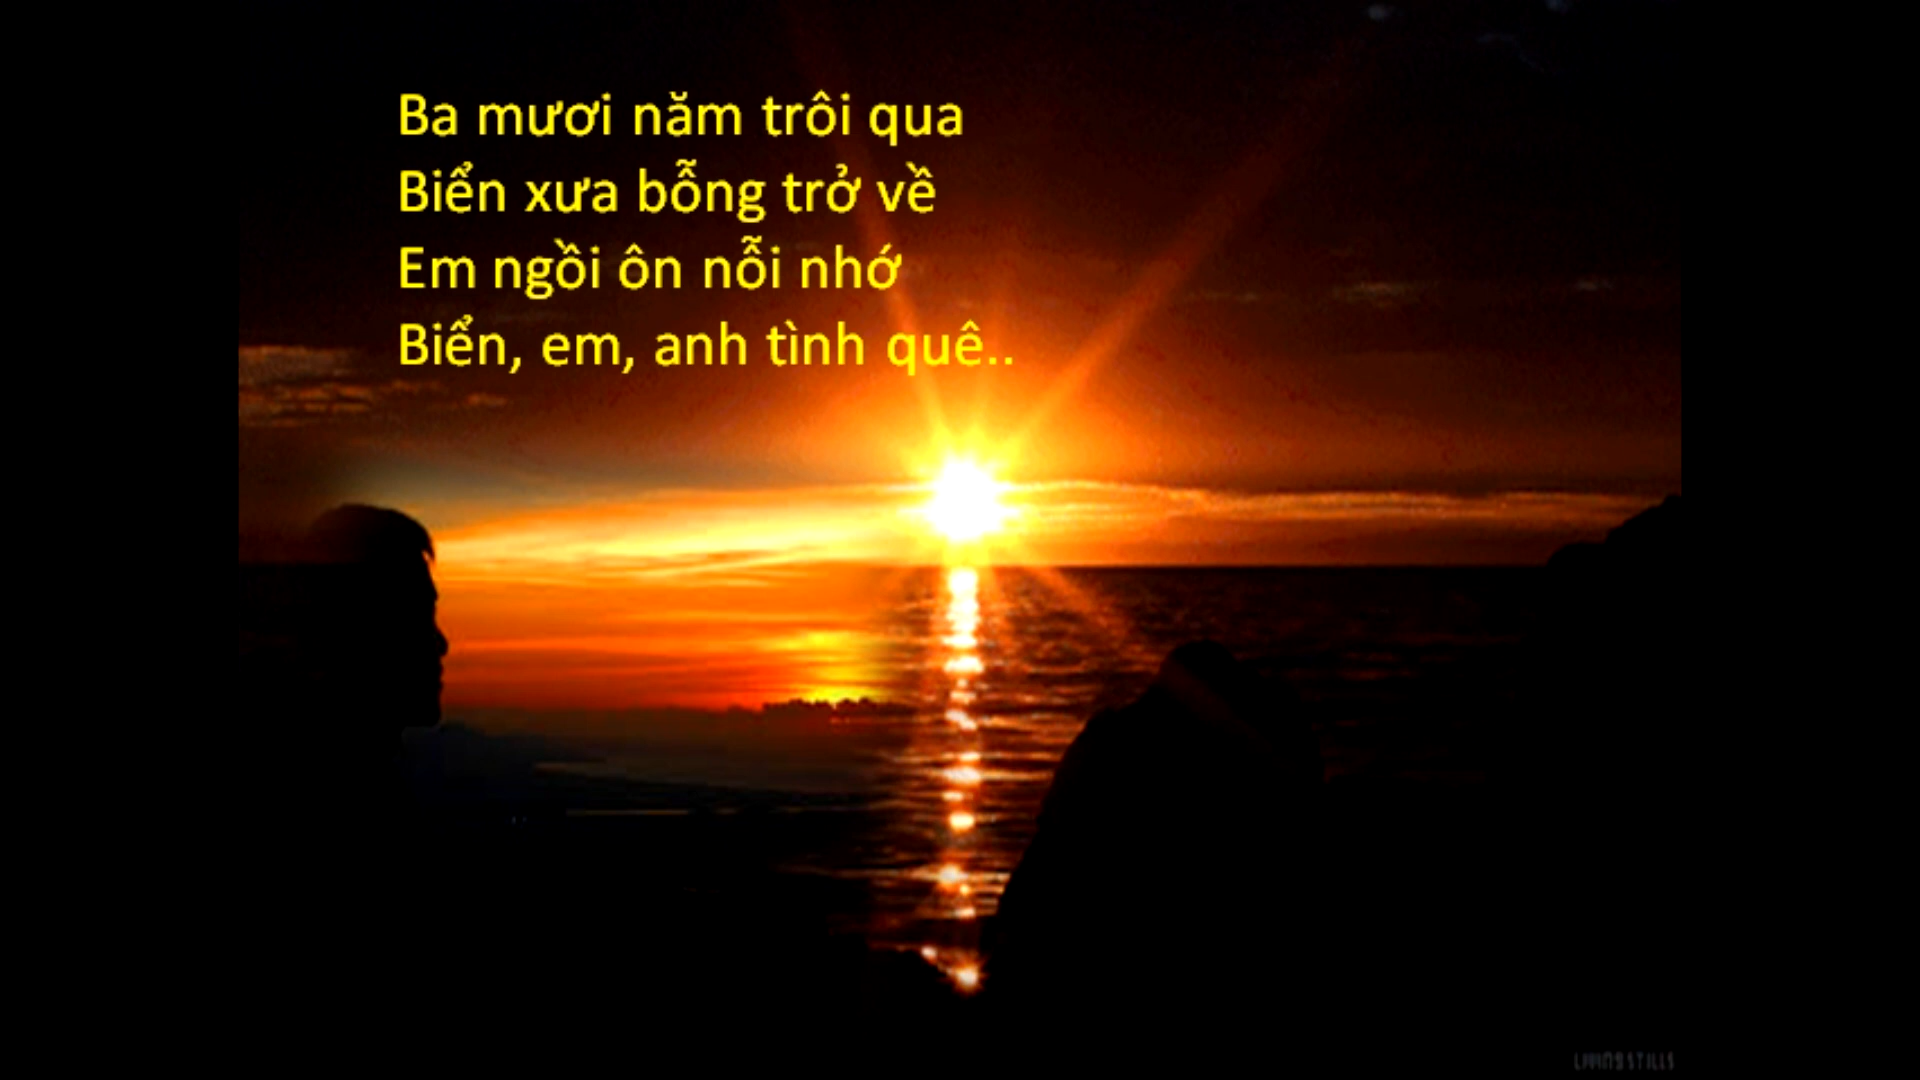 Ba mươi năm trôi qua
Biển xưa bỗng trở về
Em ngồi ôn nỗi nhớ
Biển, em, anh tình quê..
LIVINGSTILLS